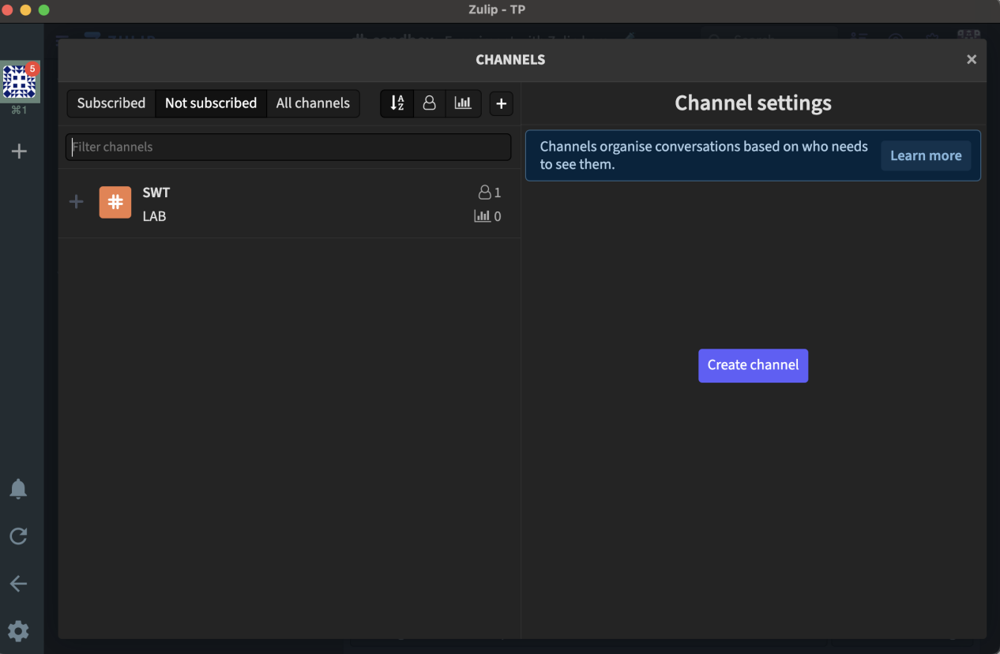 Zulip - TP
CHANNELS
5
⌘1
Subscribed Not subscribed All channels
Filter channels
SWT
1
LAB
0
Channel settings
Channels organise conversations based on who needs
to see them.
Learn more
Create channel